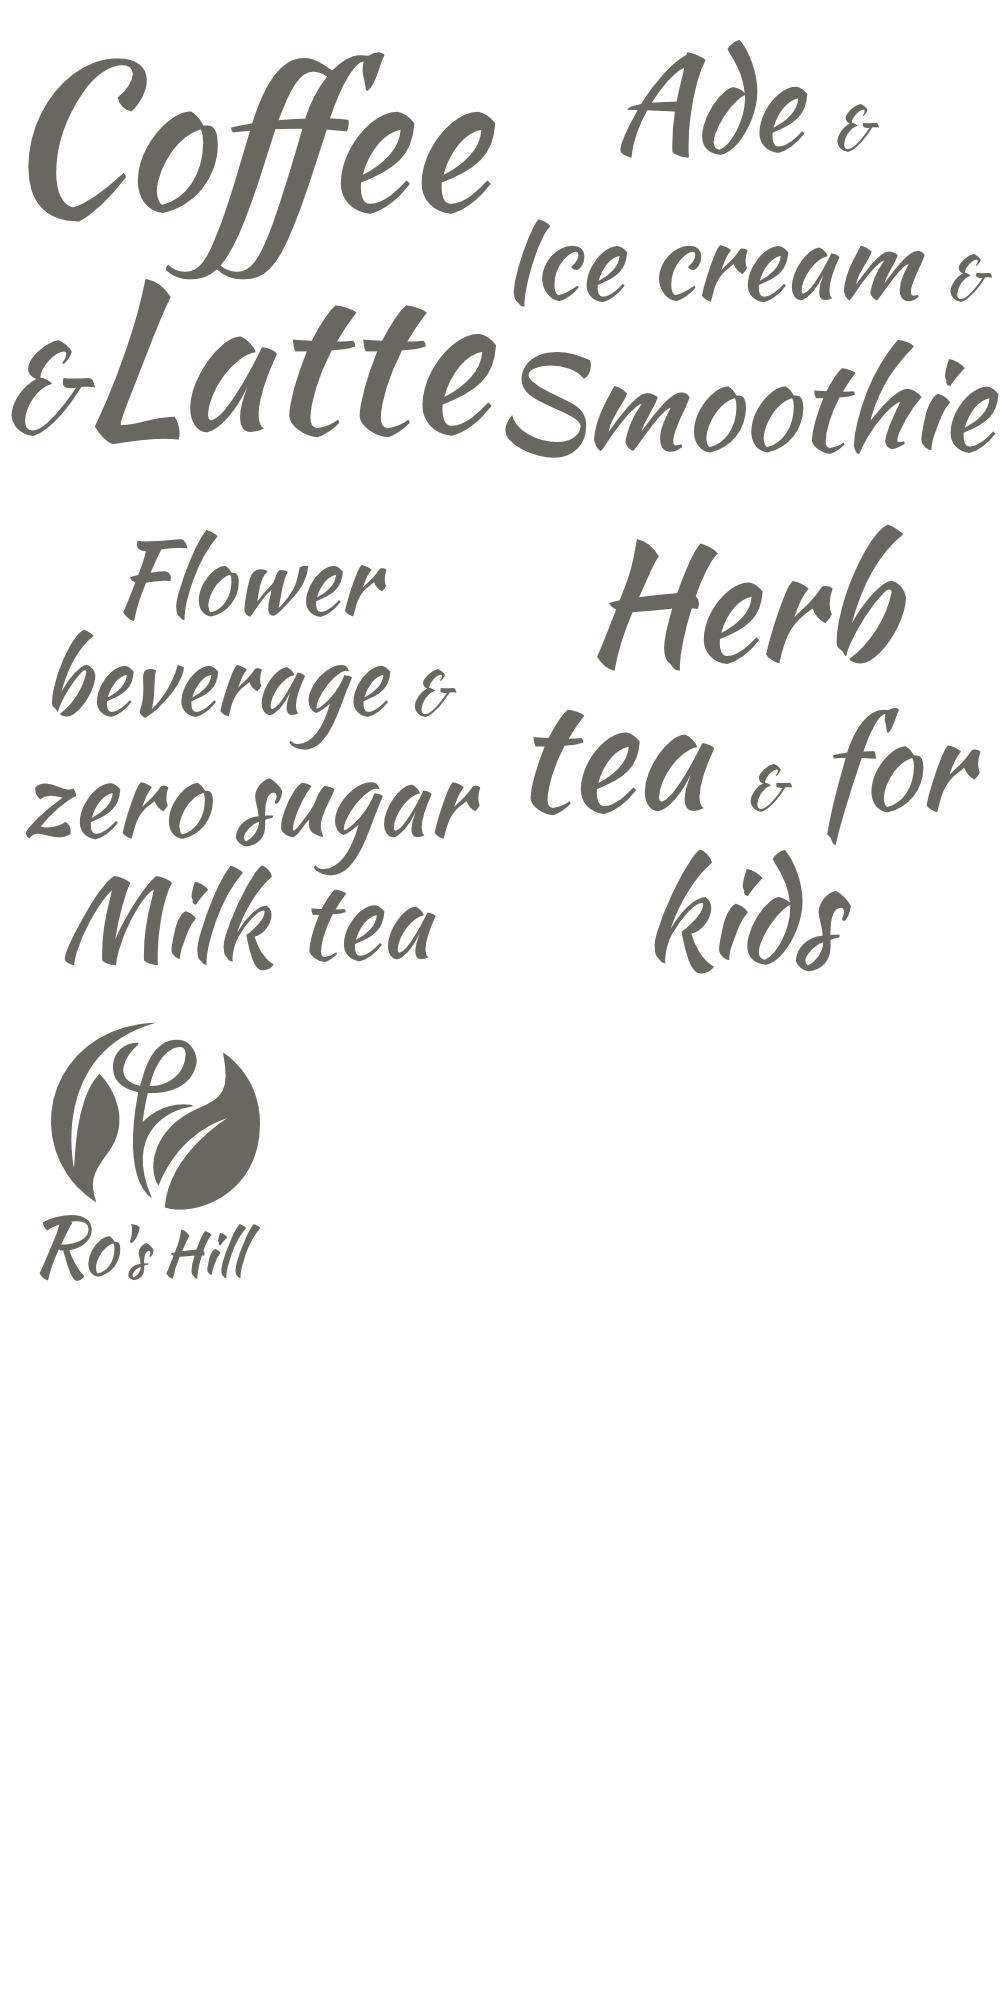 Coffee
&Latte
Ade &
Ice cream &
Smoothie
Flower
beverage &
zero sugar
Milk tea
Herb
tea & for
kids
Ro's Hill